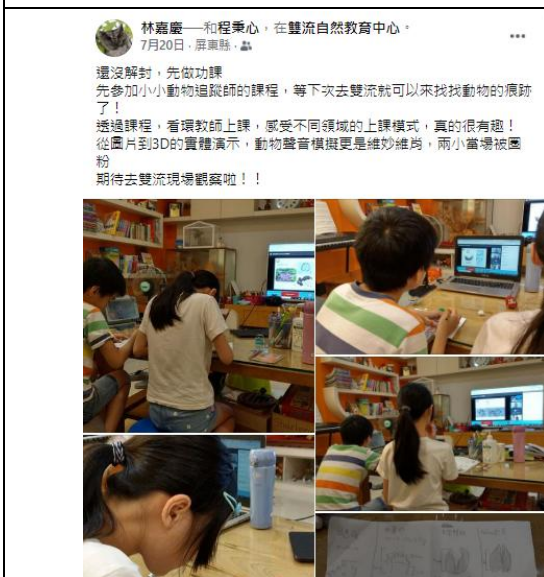 林嘉慶——和程秉心，在雙流自然教育中心。
7月20日·屏東縣·
還沒解封，先做功課
先參加小小動物追蹤師的課程，等下次去雙流就可以來找找動物的痕跡
了！
透過課程，看環教師上課，感受不同領域的上課模式，真的很有趣！
從圖片到3D的實體演示，動物聲音模擬更是維妙維肖，兩小當場被圈
粉
期待去雙流現場觀察啦！！